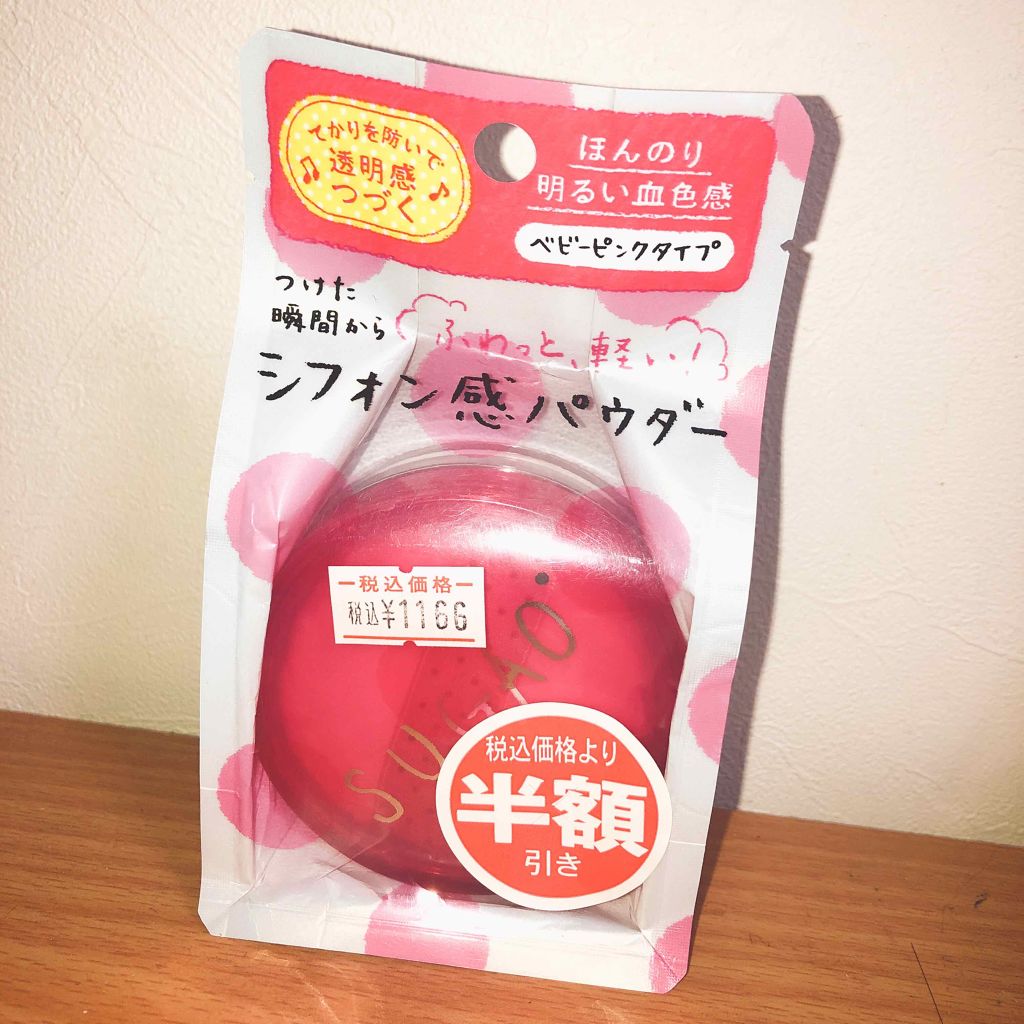 てかりを防いで
透明感
つづく
ほんのり
明るい血色感
ベビーピンクタイプ
つけた
瞬間から
ふわっと、軽い!
シフォン感パウダー
税込価格
税込¥1166
SUGAO
税込価格より
半額
引き